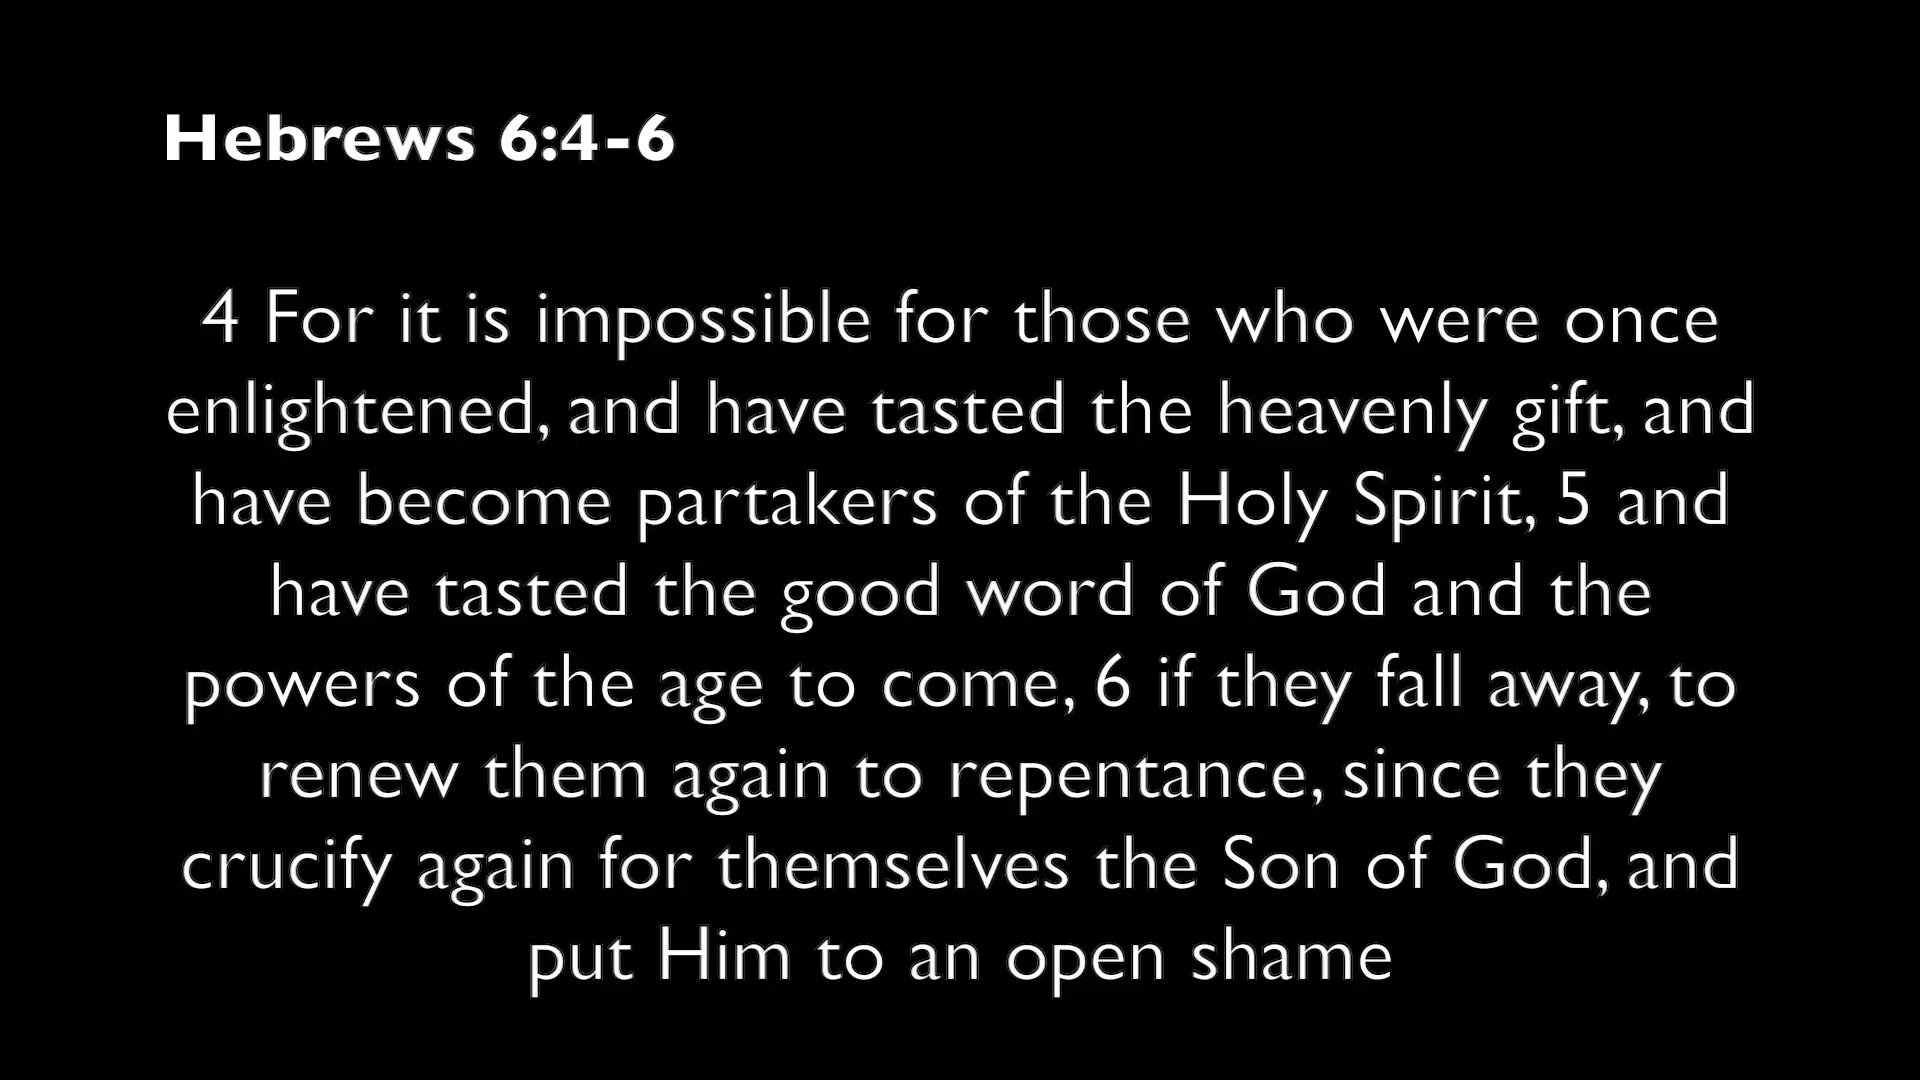 Hebrews 6:4-6
4 For it is impossible for those who were once
enlightened, and have tasted the heavenly gift, and
have become partakers of the Holy Spirit, 5 and
have tasted the good word of God and the
powers of the age to come, 6 if they fall away, to
renew them again to repentance, since they
crucify again for themselves the Son of God, and
put Him to an open shame